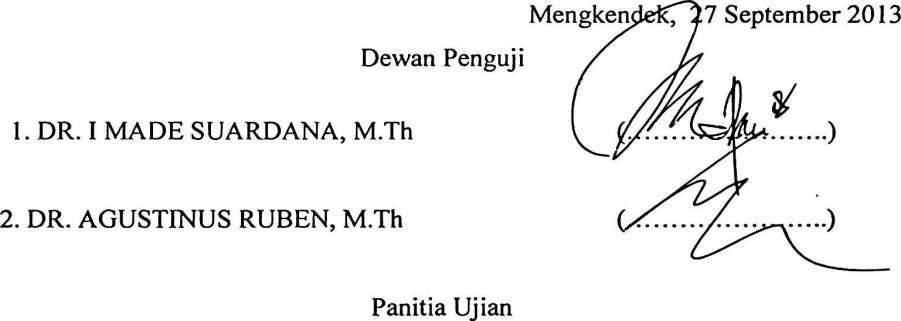 Mengkendek, 27 September 2013
Dewan Penguji
1. DR. I MADE SUARDANA, M.Th (........................)
2. DR. AGUSTINUS RUBEN, M.Th (........................)
Panitia Ujian